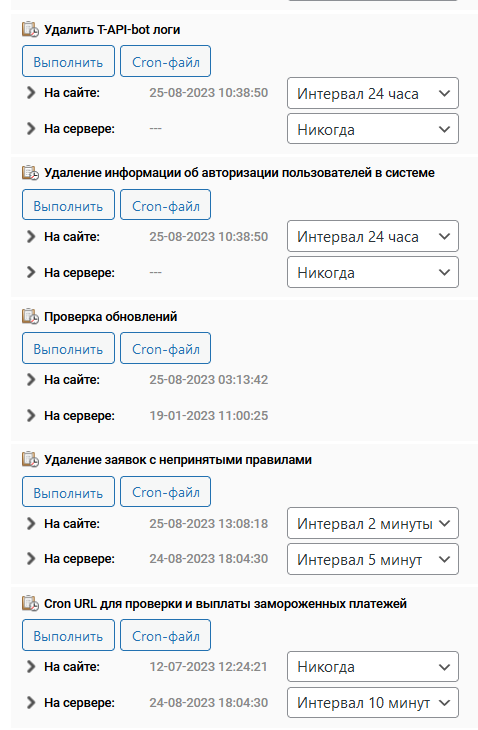 Удалить T-API-bot логи
Выполнить Cron-файл
На сайте: 25-08-2023 10:38:50 Интервал 24 часа
На сервере: --- Никогда
Удаление информации об авторизации пользователей в системе
Выполнить Cron-файл
На сайте: 25-08-2023 10:38:50 Интервал 24 часа
На сервере: --- Никогда
Проверка обновлений
Выполнить Cron-файл
На сайте: 25-08-2023 03:13:42
На сервере: 19-01-2023 11:00:25
Удаление заявок с непринятыми правилами
Выполнить Cron-файл
На сайте: 25-08-2023 13:08:18 Интервал 2 минуты
На сервере: 24-08-2023 18:04:30 Интервал 5 минут
Cron URL для проверки и выплаты замороженных платежей
Выполнить Cron-файл
На сайте: 12-07-2023 12:24:21 Никогда
На сервере: 24-08-2023 18:04:30 Интервал 10 минут